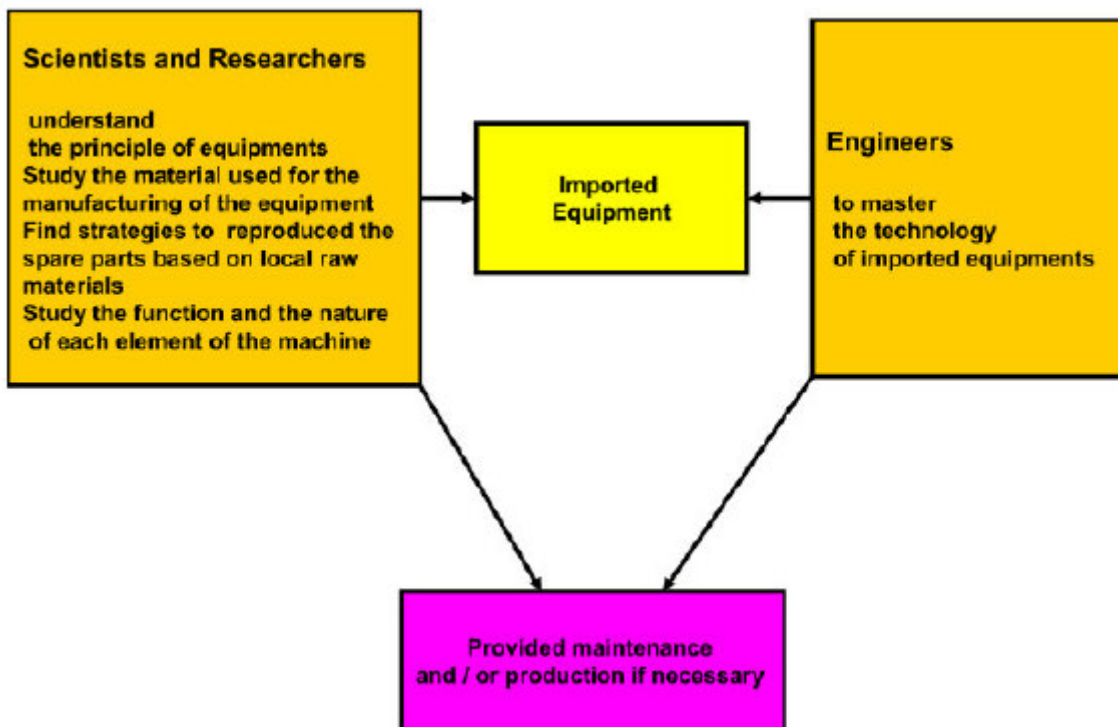 Scientists and Researchers
understand
the principle of equipments
Study the material used for the
manufacturing of the equipment
Find strategies to reproduced the
spare parts based on local raw
materials
Study the function and the nature
of each element of the machine
Imported
Equipment
Engineers
to master
the technology
of imported equipments
Provided maintenance
and / or production if necessary